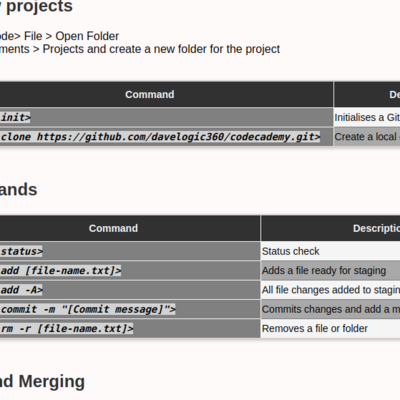 projects
ode> File > Open Folder
ments > Projects and create a new folder for the project
Command
init> Initialises a Git
clone https://github.com/davelogic360/codecademy.git> Create a local
ands
Command Descriptio
status> Status check
add [file-name.txt]> Adds a file ready for staging
add -A> All file changes added to stagin
commit -m "[Commit message]"> Commits changes and add a m
rm -r [file-name.txt]> Removes a file or folder
nd Merging